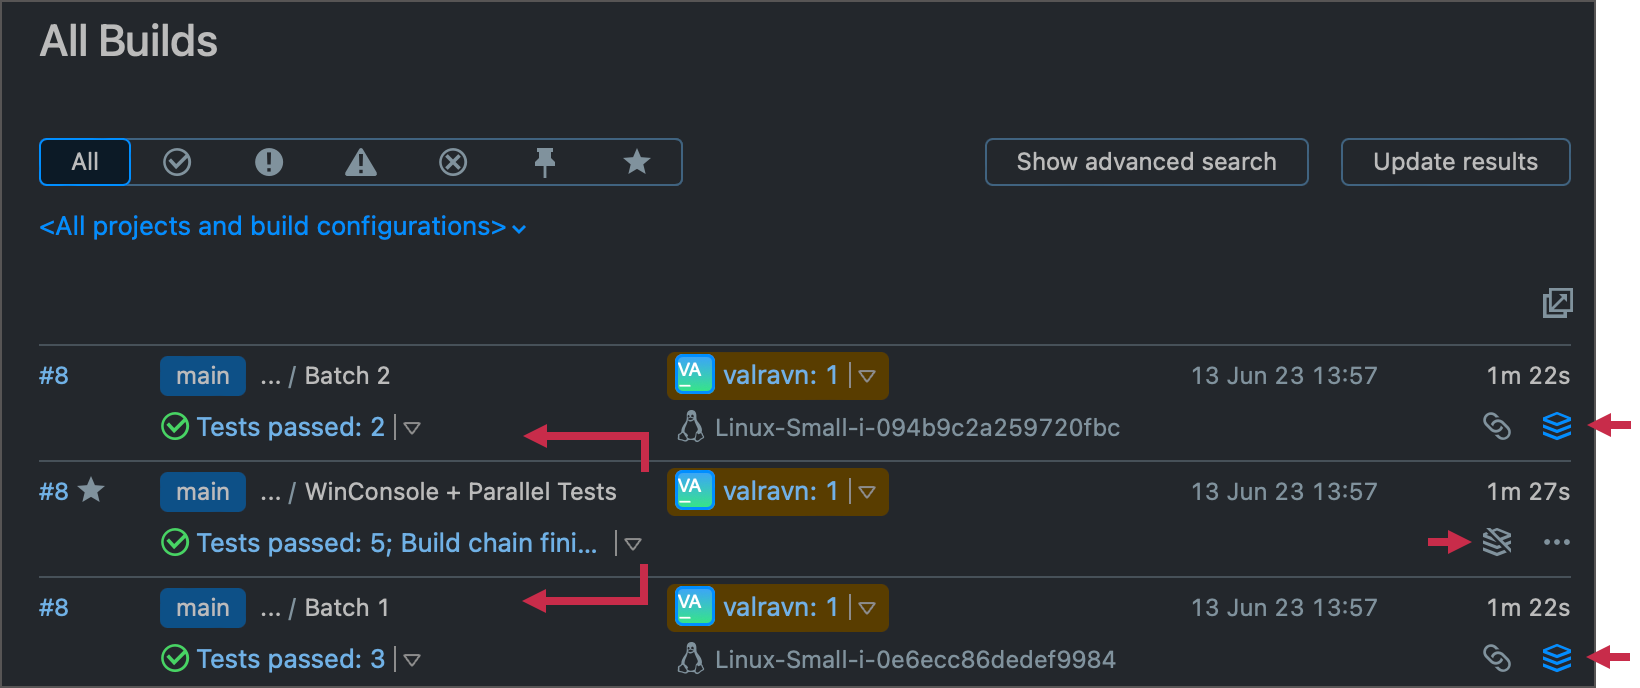 All Builds
All
Show advanced search
Update results
<All projects and build configurations>
#8 main ... / Batch 2 VA valravn: 1 13 Jun 23 13:57 1m 22s
Tests passed: 2 Linux-Small-i-094b9c2a259720fbc
#8 main ... / WinConsole + Parallel Tests VA valravn: 1 13 Jun 23 13:57 1m 27s
Tests passed: 5; Build chain fini...
#8 main ... / Batch 1 VA valravn: 1 13 Jun 23 13:57 1m 22s
Tests passed: 3 Linux-Small-i-0e6ecc86dedef9984